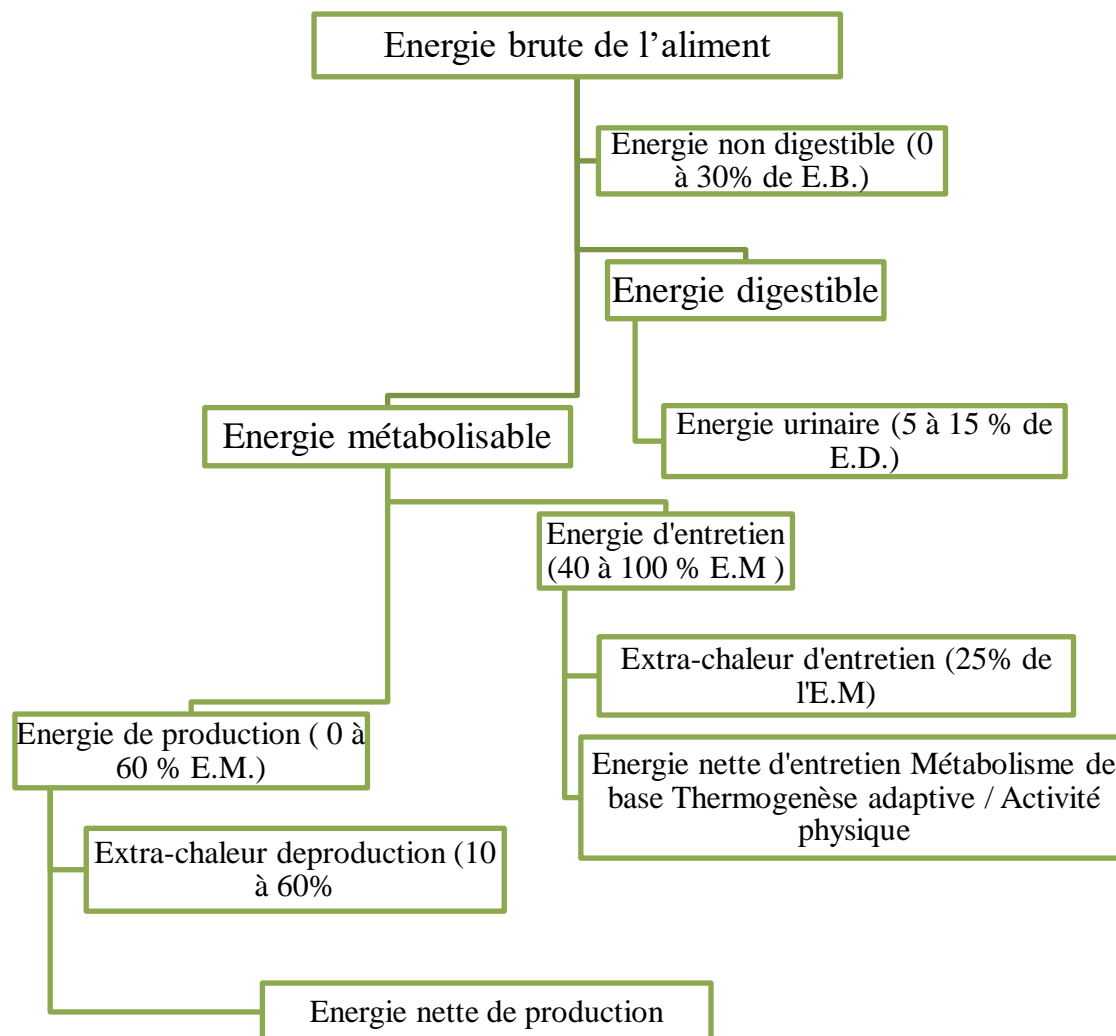 Energie brute de l’aliment
Energie non digestible (0
à 30% de E.B.)
Energie digestible
Energie métabolisable
Energie urinaire (5 à 15 % de
E.D.)
Energie d'entretien
(40 à 100 % E.M )
Extra-chaleur d'entretien (25% de
l'E.M)
Energie de production ( 0 à
60 % E.M.)
Energie nette d'entretien Métabolisme de
base Thermogenèse adaptive / Activité
physique
Extra-chaleur deproduction (10
à 60%
Energie nette de production